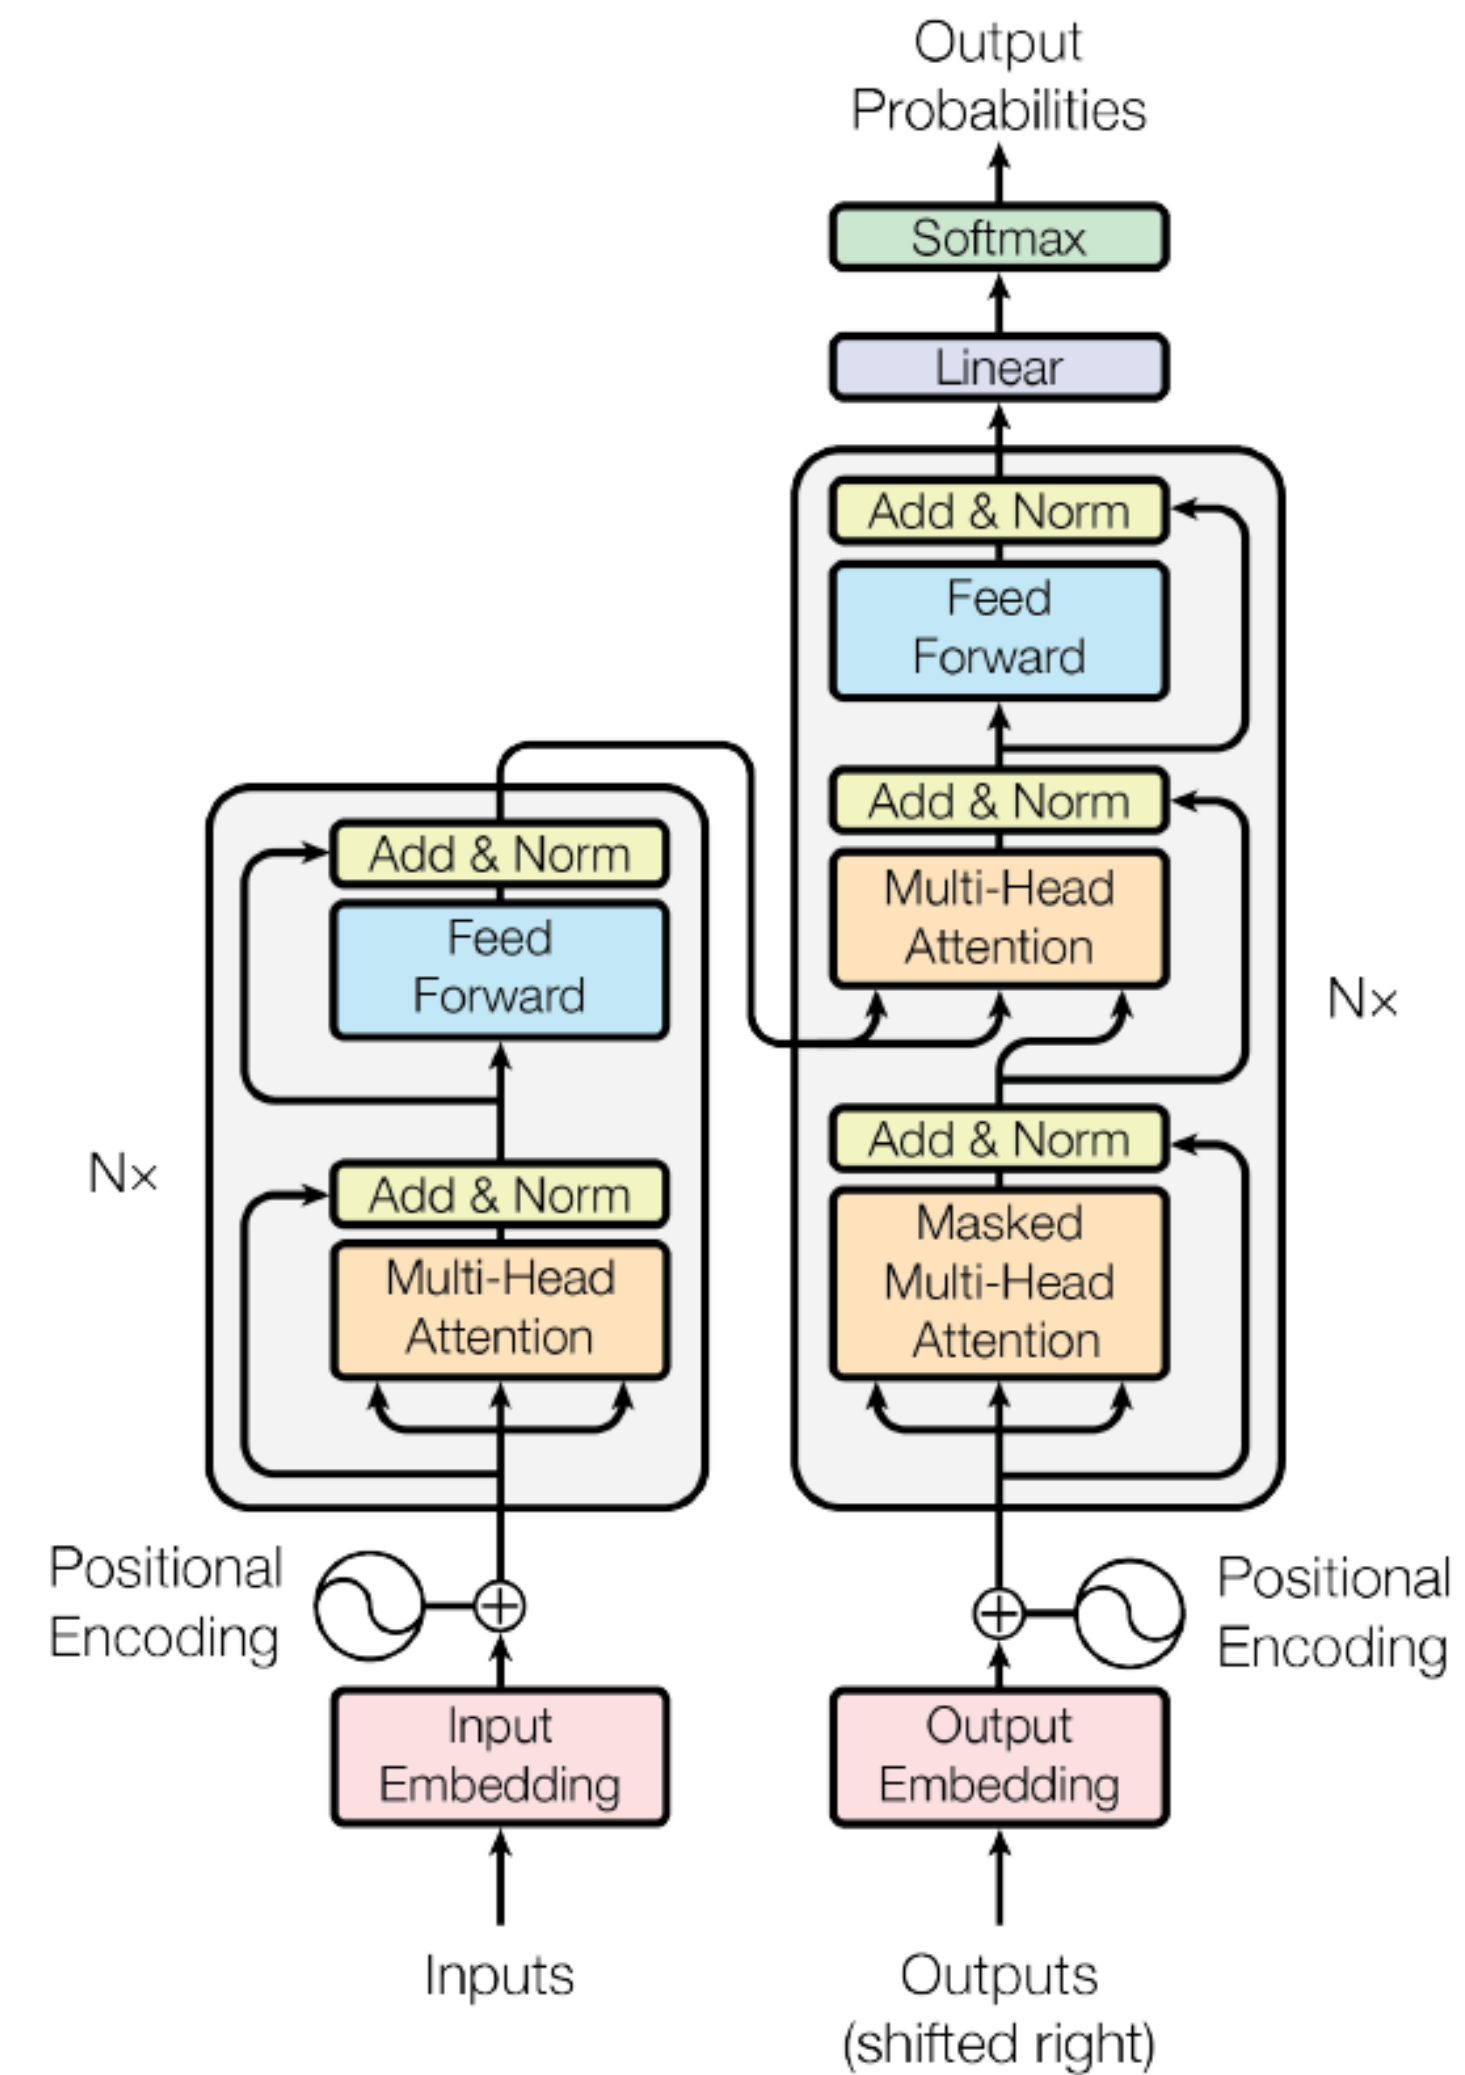 Output
Probabilities
Softmax
Linear
Add & Norm
Feed
Forward
Add & Norm
Multi-Head
Attention
Nx
Add & Norm
Masked
Multi-Head
Attention
Add & Norm
Feed
Forward
Nx
Add & Norm
Multi-Head
Attention
Positional
Encoding
Positional
Encoding
Input
Embedding
Output
Embedding
Inputs
Outputs
(shifted right)